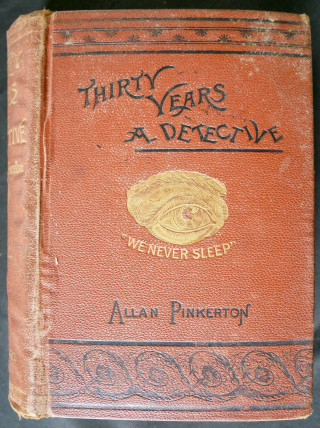 THIRTY
YEARS
A DETECTIVE
"WE NEVER SLEEP"
ALLAN PINKERTON